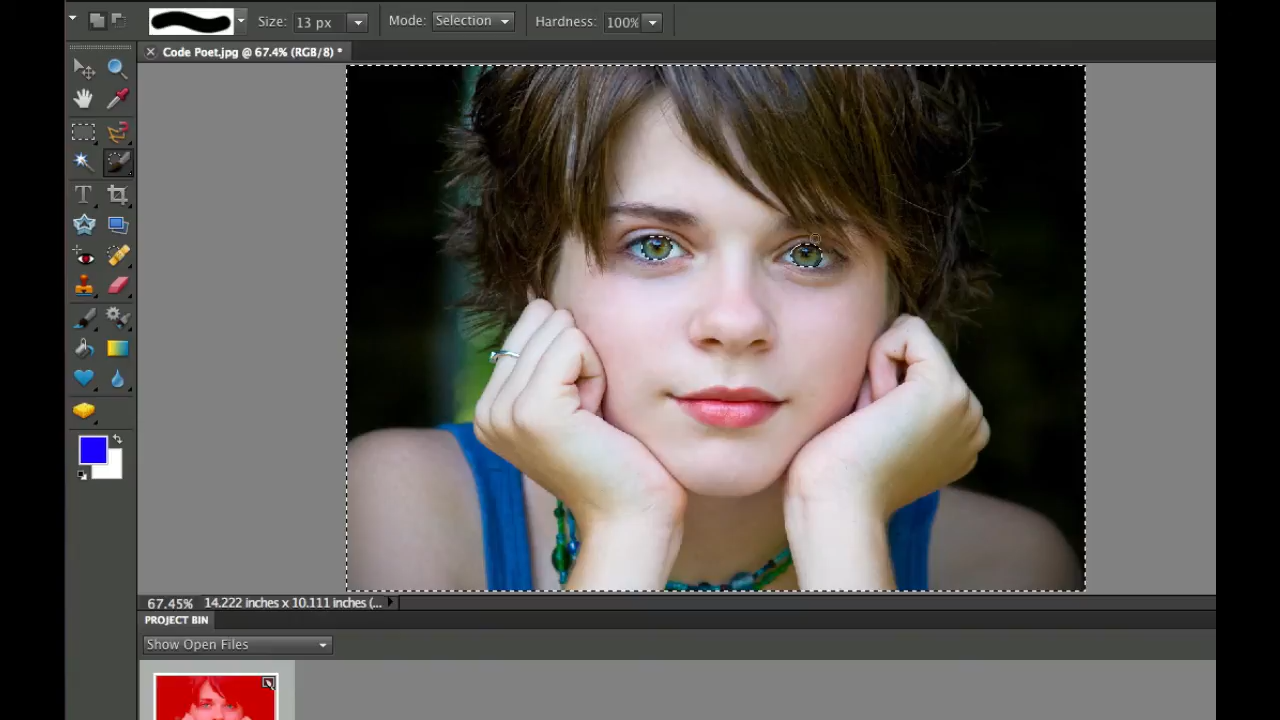 Size: 13 px Mode: Selection Hardness: 100%
Code Poet.jpg @ 67.4% (RGB/8) *
T
67.45% 14.222 inches x 10.111 inches (...
PROJECT BIN
Show Open Files